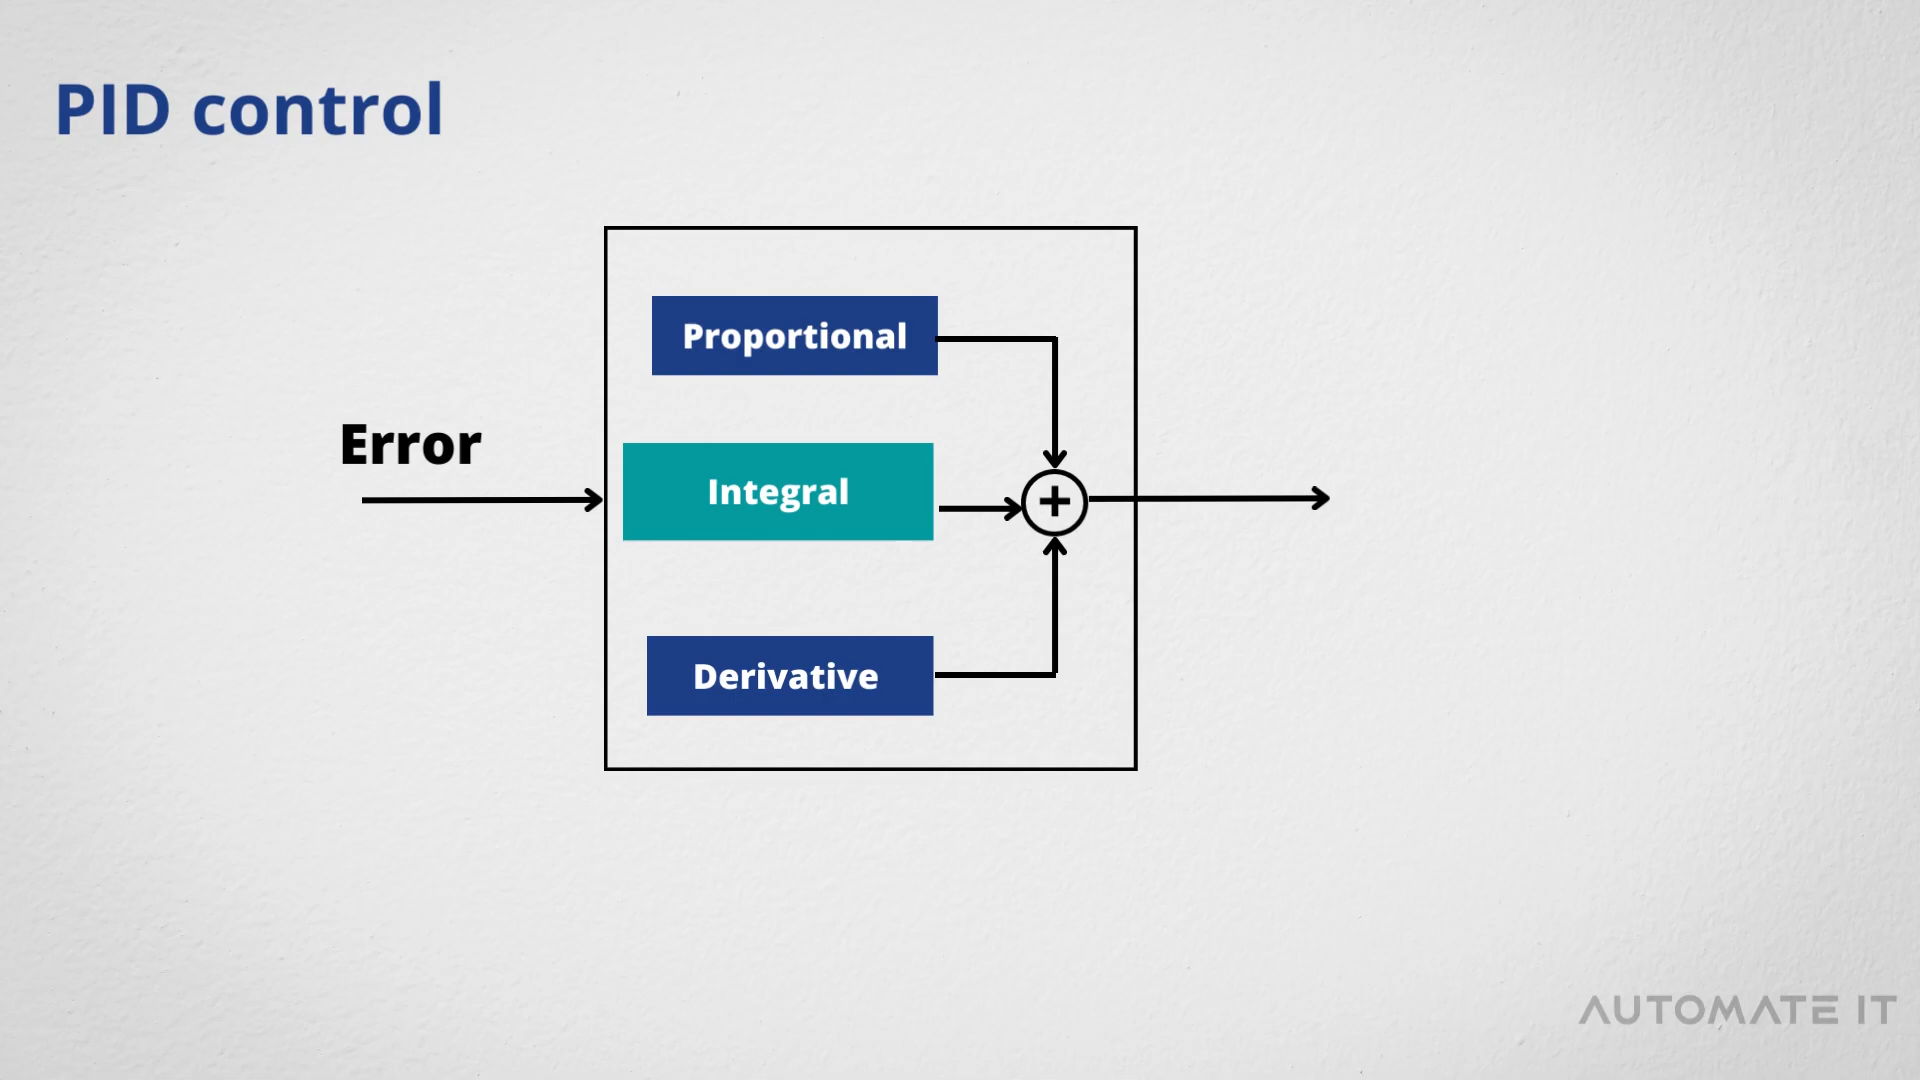 PID control
Proportional
Error
Integral
+
Derivative
AUTOMATE IT